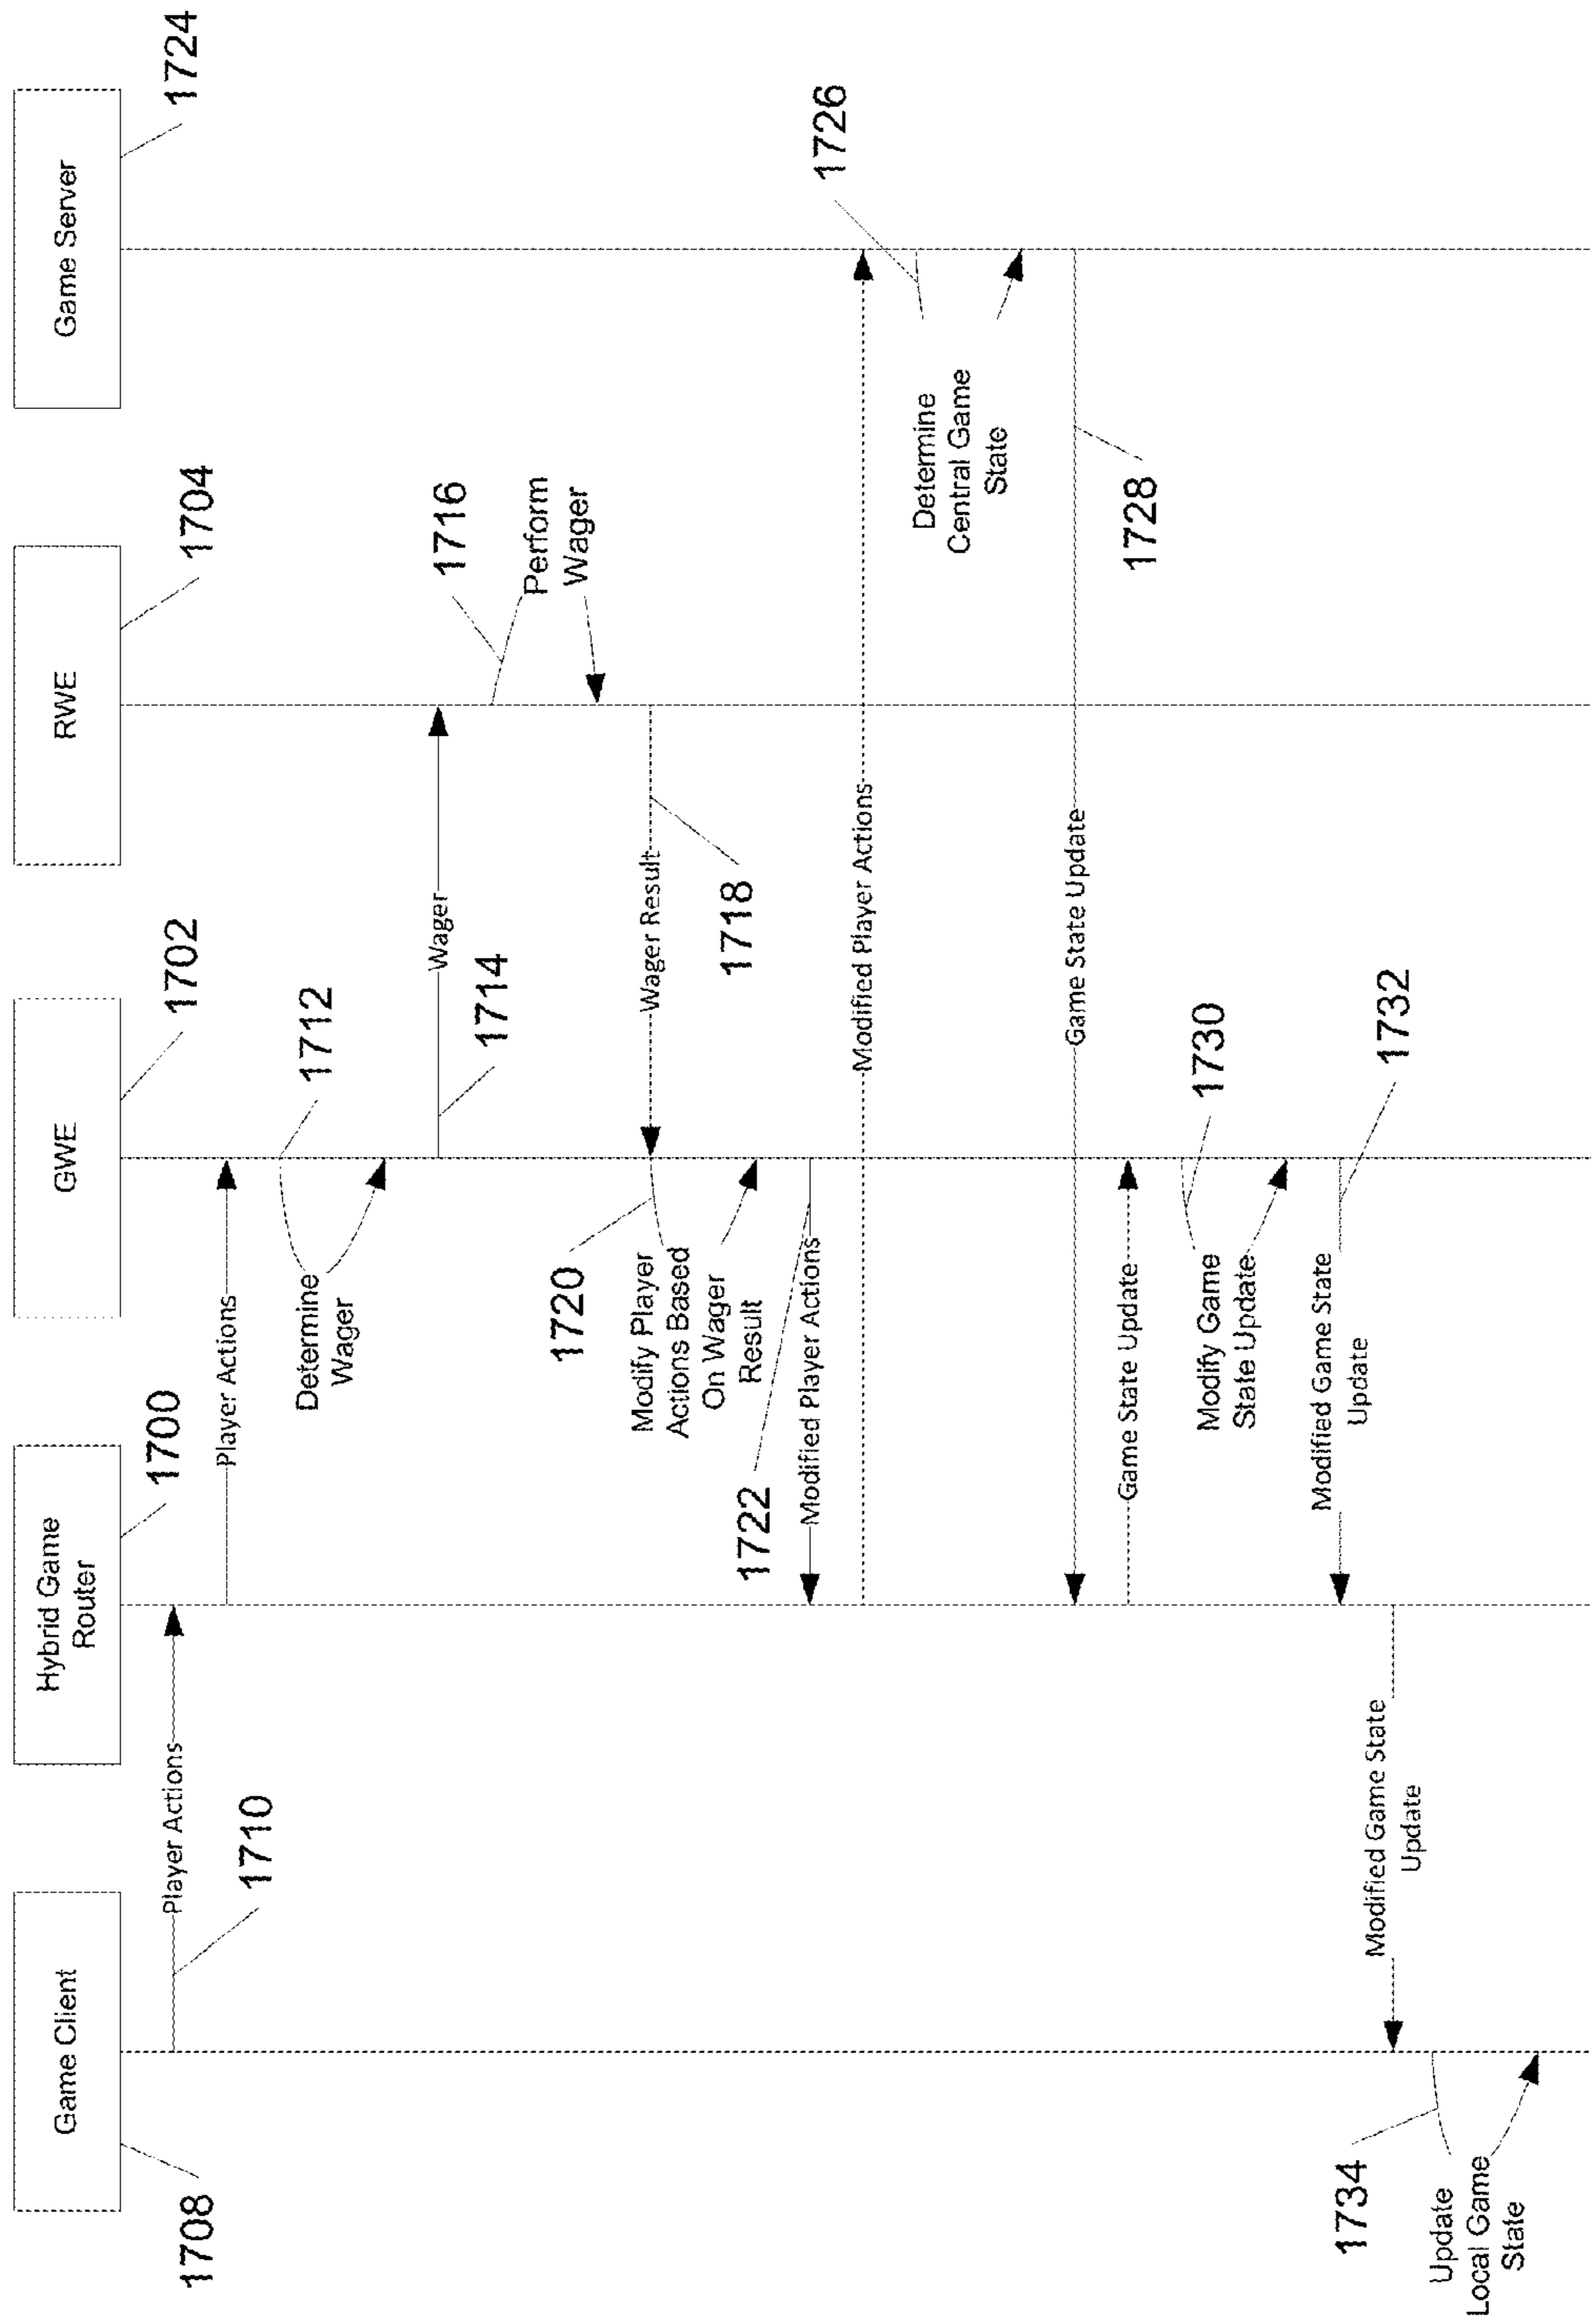 Game Client
1708
Hybrid Game
Router
1700
GWE
1702
RWE
1704
Game Server
1724
Player Actions
1710
Player Actions
Determine
Wager
1712
Wager
1714
Perform
Wager
1716
Wager Result
1718
1720
Modify Player
Actions Based
On Wager
Result
1722
Modified Player Actions
Modified Player Actions
1726
Determine
Central Game
State
Game State Update
1728
Game State Update
Modify Game
State Update
1730
Modified Game State
Update
1732
Modified Game State
Update
1734
Update
Local Game
State